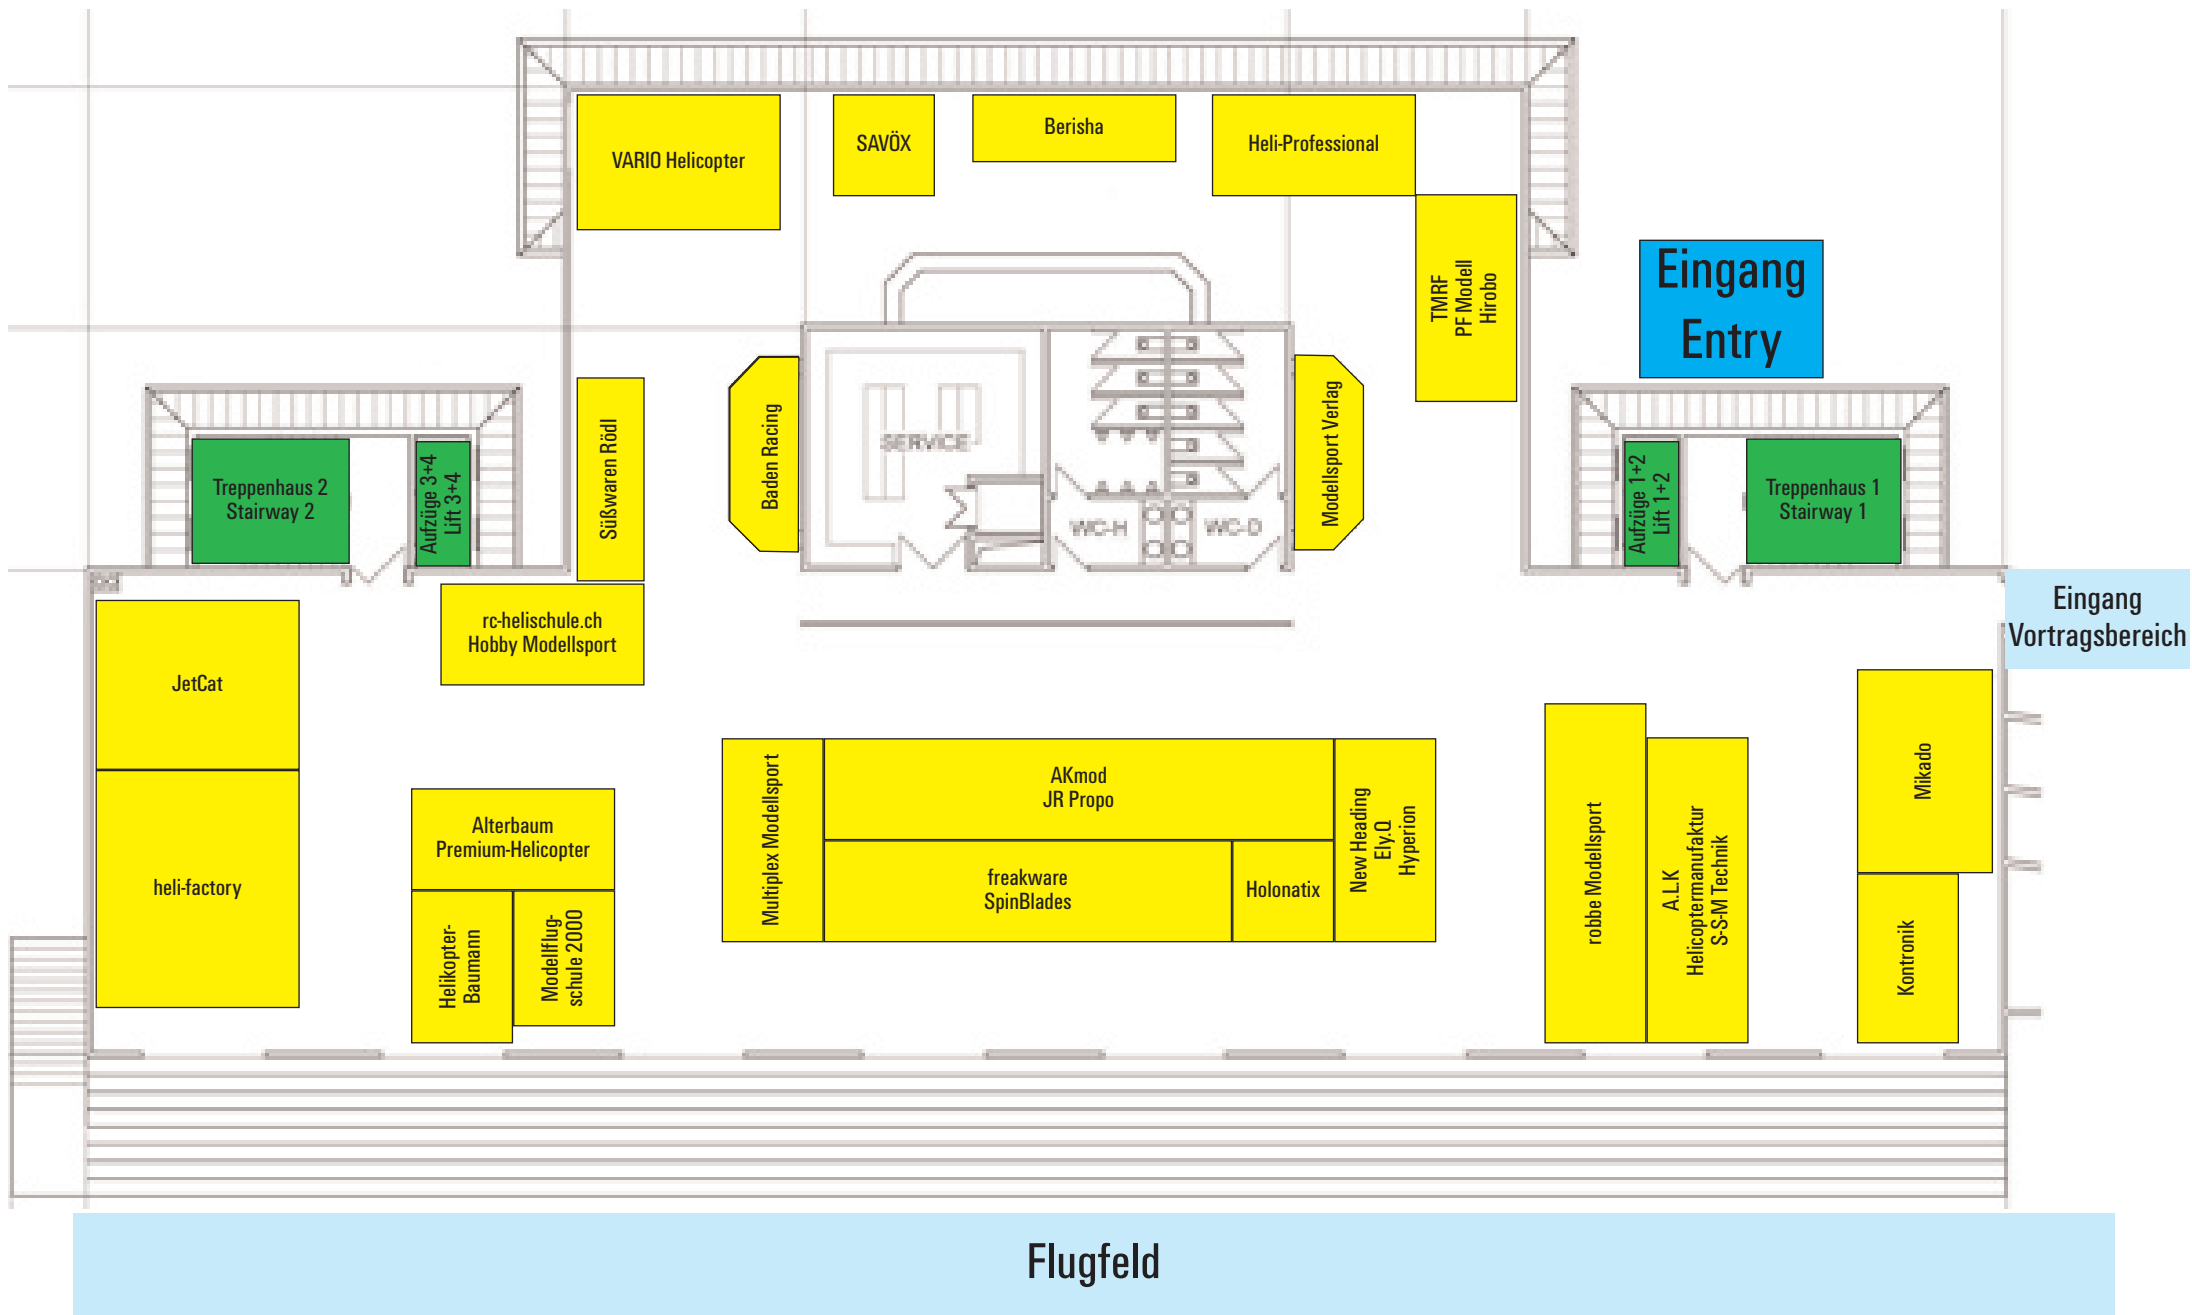 VARIO Helicopter
SAVÖX
Berisha
Heli-Professional
TMRF
PF Modell
Hirobo
Eingang
Entry
Süßwaren Rödl
Baden Racing
SERVICE
WC-H
WC-D
Modellsport Verlag
Treppenhaus 2
Stairway 2
Aufzüge 3+4
Lift 3+4
Aufzüge 1+2
Lift 1+2
Treppenhaus 1
Stairway 1
Eingang
Vortragsbereich
rc-helischule.ch
Hobby Modellsport
JetCat
heli-factory
Alterbaum
Premium-Helicopter
Helikopter-
Baumann
Modellflug-
schule 2000
Multiplex Modellsport
AKmod
JR Propo
freakware
SpinBlades
Holonatix
New Heading
Ely.Q
Hyperion
robbe Modellsport
A.L.K
Helicoptermanufaktur
S-S-M Technik
Mikado
Kontronik
Flugfeld